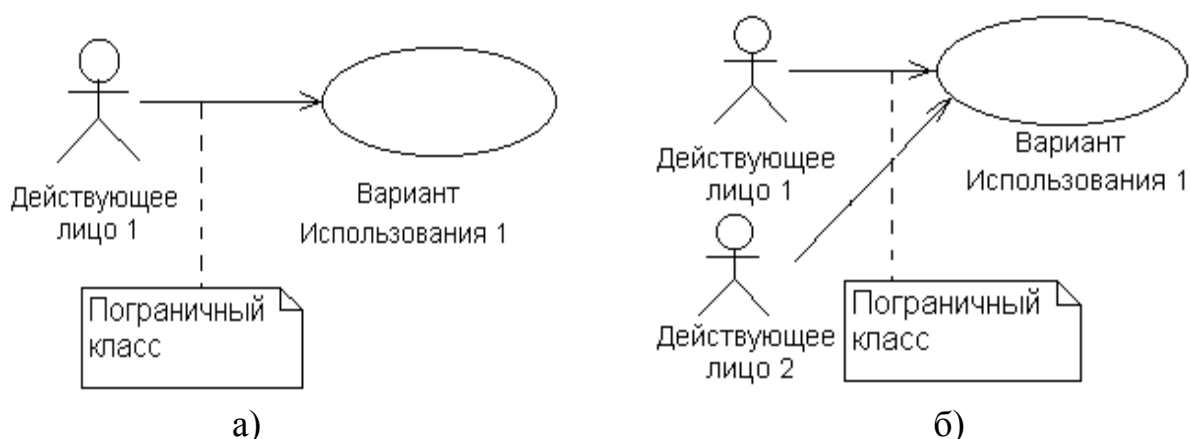 Действующее
лицо 1
Вариант
Использования 1
Пограничный
класс
а)
Действующее
лицо 1
Вариант
Использования 1
Действующее
лицо 2
Пограничный
класс
б)